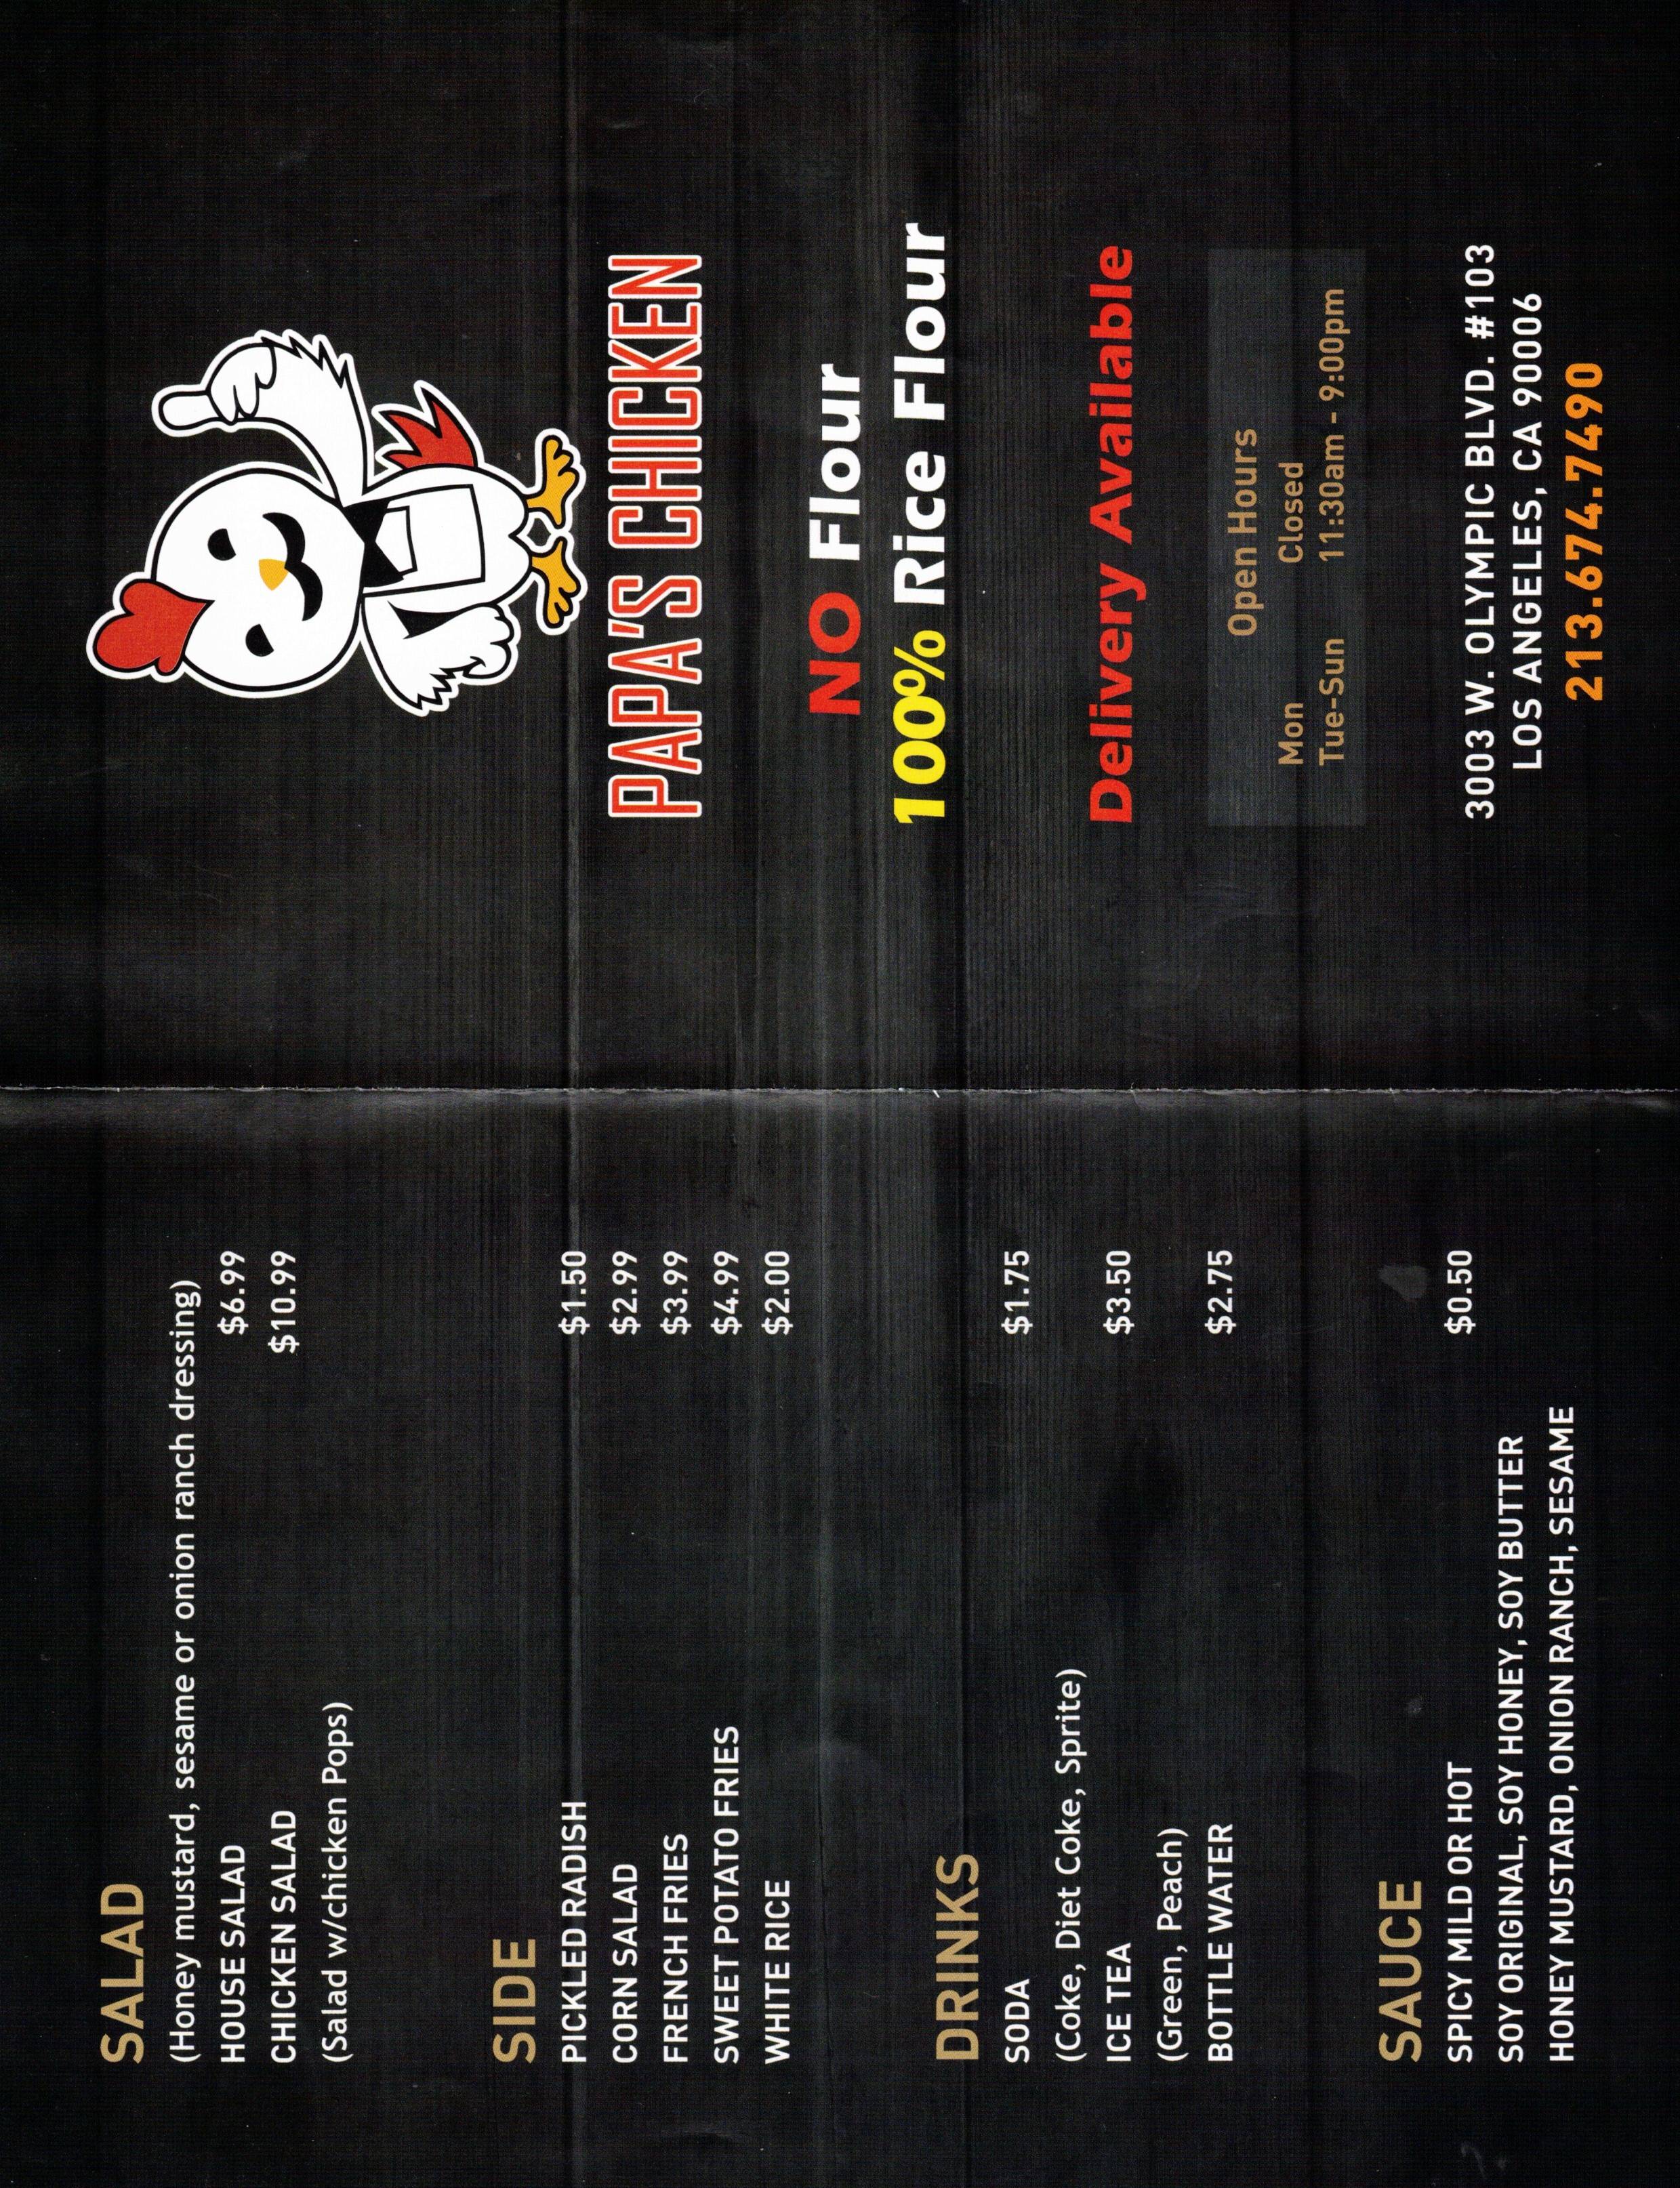 SALAD
(Honey mustard, sesame or onion ranch dressing)
HOUSE SALAD $6.99
CHICKEN SALAD $10.99
(Salad w/chicken Pops)
SIDE
PICKLED RADISH $1.50
CORN SALAD $2.99
FRENCH FRIES $3.99
SWEET POTATO FRIES $4.99
WHITE RICE $2.00
DRINKS
SODA $1.75
(Coke, Diet Coke, Sprite)
ICE TEA $3.50
(Green, Peach)
BOTTLE WATER $2.75
SAUCE
SPICY MILD OR HOT $0.50
SOY ORIGINAL, SOY HONEY, SOY BUTTER
HONEY MUSTARD, ONION RANCH, SESAME
PAPA'S CHICKEN
NO Flour
100% Rice Flour
Delivery Available
Open Hours
Mon Closed
Tue-Sun 11:30am - 9:00pm
3003 W. OLYMPIC BLVD. #103
LOS ANGELES, CA 90006
213.674.7490